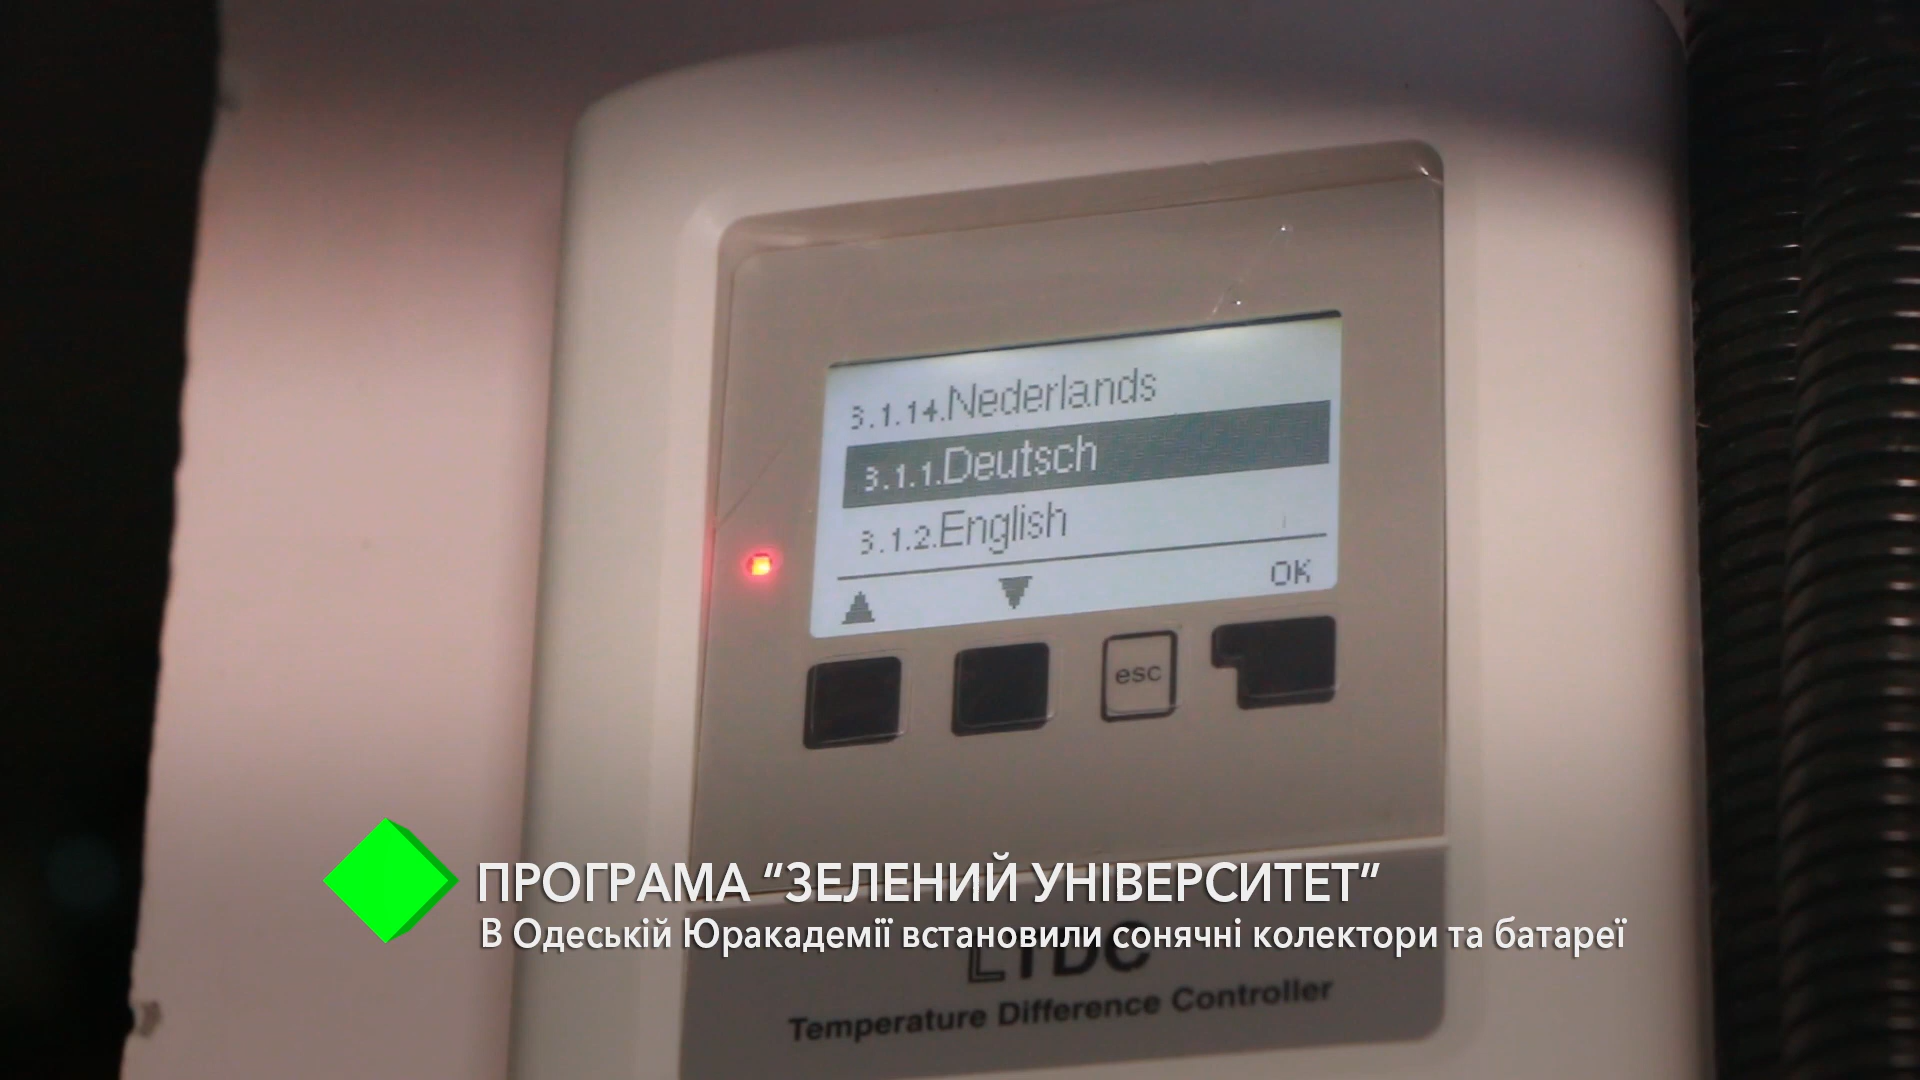 3.1.14.Nederlands
3.1.1.Deutsch
3.1.2.English
OK
esc
ПРОГРАМА “ЗЕЛЕНИЙ УНІВЕРСИТЕТ”
В Одеській Юракадемії встановили сонячні колектори та батареї
LTDC
Temperature Difference Controller